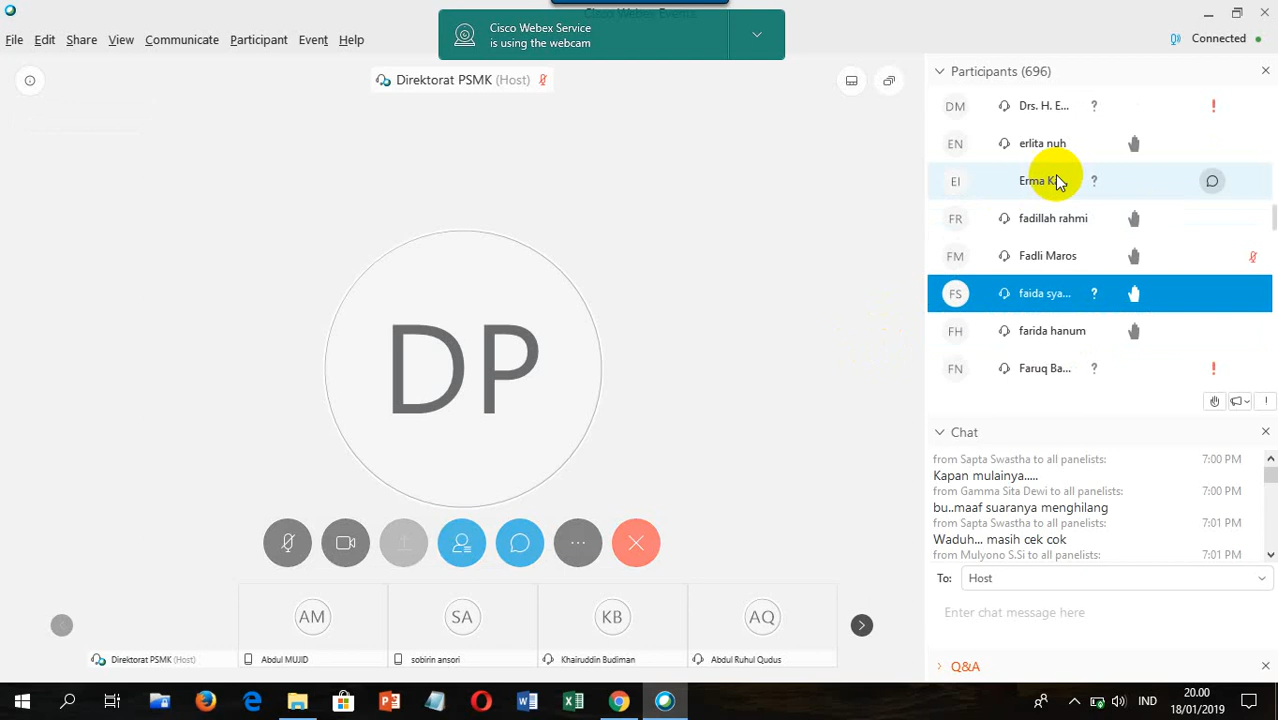 Cisco Webex Events
Cisco Webex Service
is using the webcam
File Edit Share View Communicate Participant Event Help
Connected
Direktorat PSMK (Host)
Participants (696)
DM Drs. H. E... ?
EN erlita nuh
EI Erma ?
FR fadillah rahmi
FM Fadli Maros
FS faida sya... ?
FH farida hanum
FN Faruq Ba... ?
DP
Chat
from Sapta Swastha to all panelists: 7:00 PM
Kapan mulainya.....
from Gamma Sita Dewi to all panelists: 7:00 PM
bu..maaf suaranya menghilang
from Sapta Swastha to all panelists: 7:01 PM
Waduh... masih cek cok
from Mulyono S.Si to all panelists: 7:01 PM
To: Host
Enter chat message here
Q&A
AM SA KB AQ
Direktorat PSMK (Host) Abdul MUJID sobirin ansori Khairuddin Budiman Abdul Ruhul Qudus
IND
20.00
18/01/2019